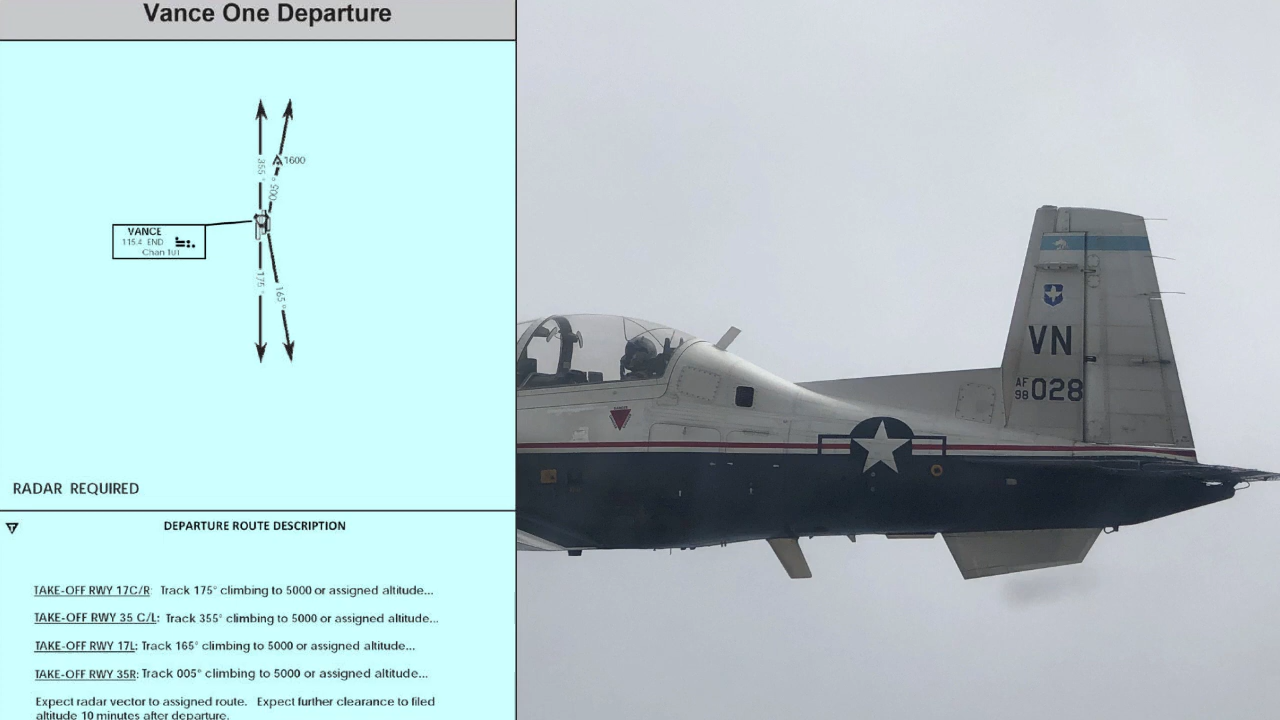 Vance One Departure
355°
1600
005°
VANCE
115.4 END
Chan 101
175°
165°
RADAR REQUIRED
DEPARTURE ROUTE DESCRIPTION
TAKE-OFF RWY 17C/R: Track 175° climbing to 5000 or assigned altitude...
TAKE-OFF RWY 35 C/L: Track 355° climbing to 5000 or assigned altitude...
TAKE-OFF RWY 17L: Track 165° climbing to 5000 or assigned altitude...
TAKE-OFF RWY 35R: Track 005° climbing to 5000 or assigned altitude...
Expect radar vector to assigned route. Expect further clearance to filed
altitude 10 minutes after departure.
VN
AF
98 028